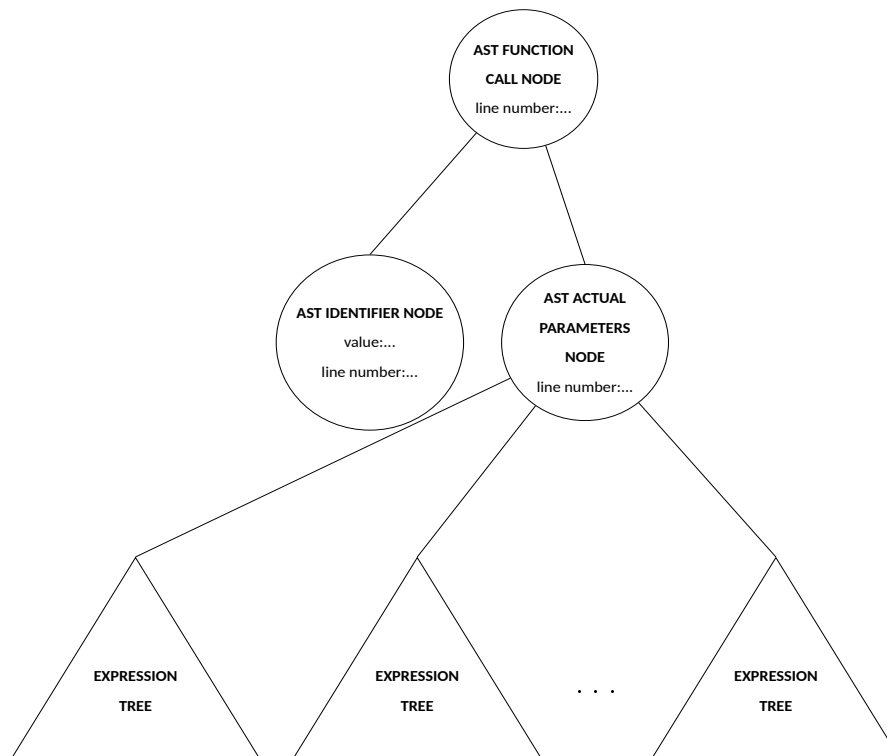 AST FUNCTION
CALL NODE
line number:...
AST IDENTIFIER NODE
value:...
line number:...
AST ACTUAL
PARAMETERS
NODE
line number:...
EXPRESSION
TREE
EXPRESSION
TREE
. . .
EXPRESSION
TREE